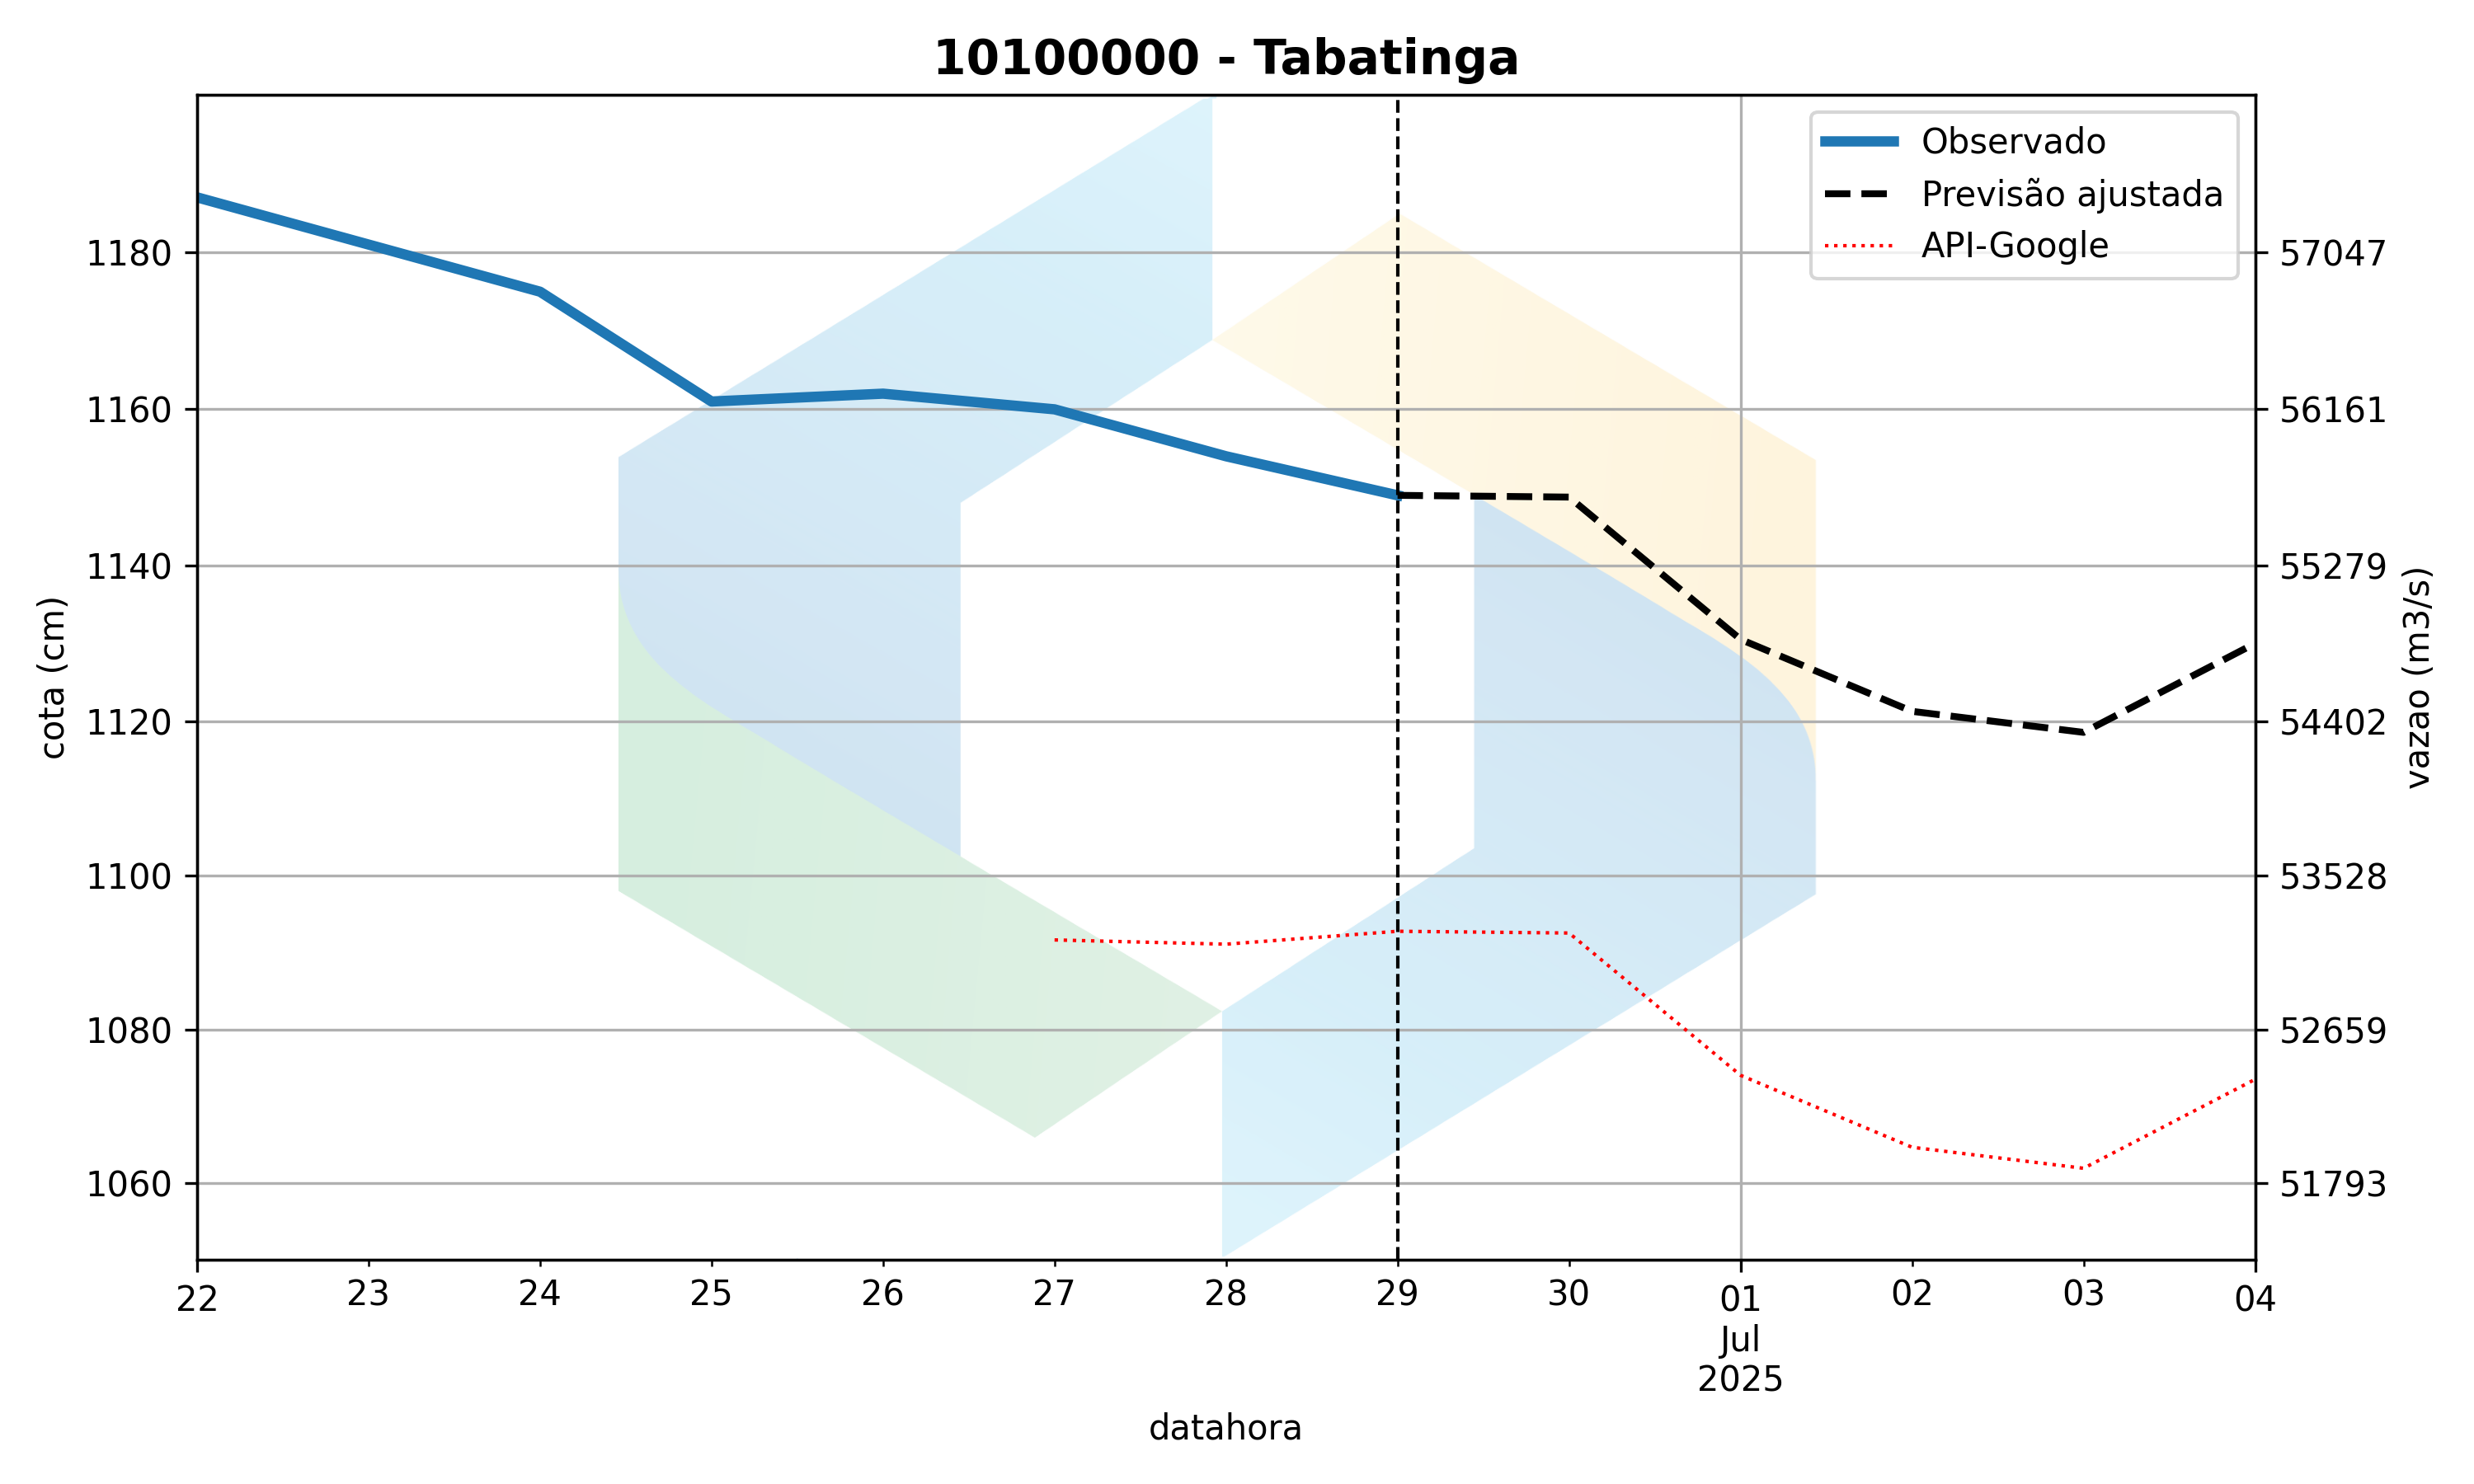 10100000 - Tabatinga
Observado
Previsão ajustada
API-Google
cota (cm)
1180
1160
1140
1120
1100
1080
1060
57047
56161
55279
54402
53528
52659
51793
vazao (m3/s)
22 23 24 25 26 27 28 29 30 01 02 03 04
Jul
2025
datahora